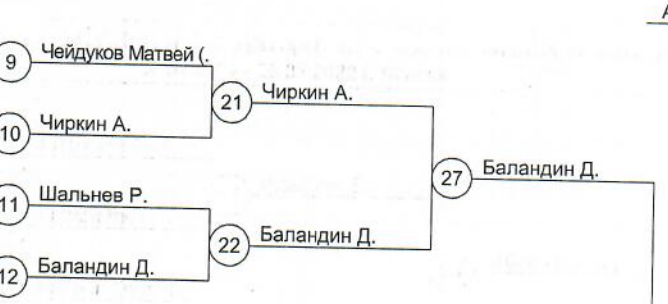 9 Чейдуков Матвей (.
21 Чиркин А.
10 Чиркин А.
27 Баландин Д.
11 Шальнев Р.
22 Баландин Д.
12 Баландин Д.